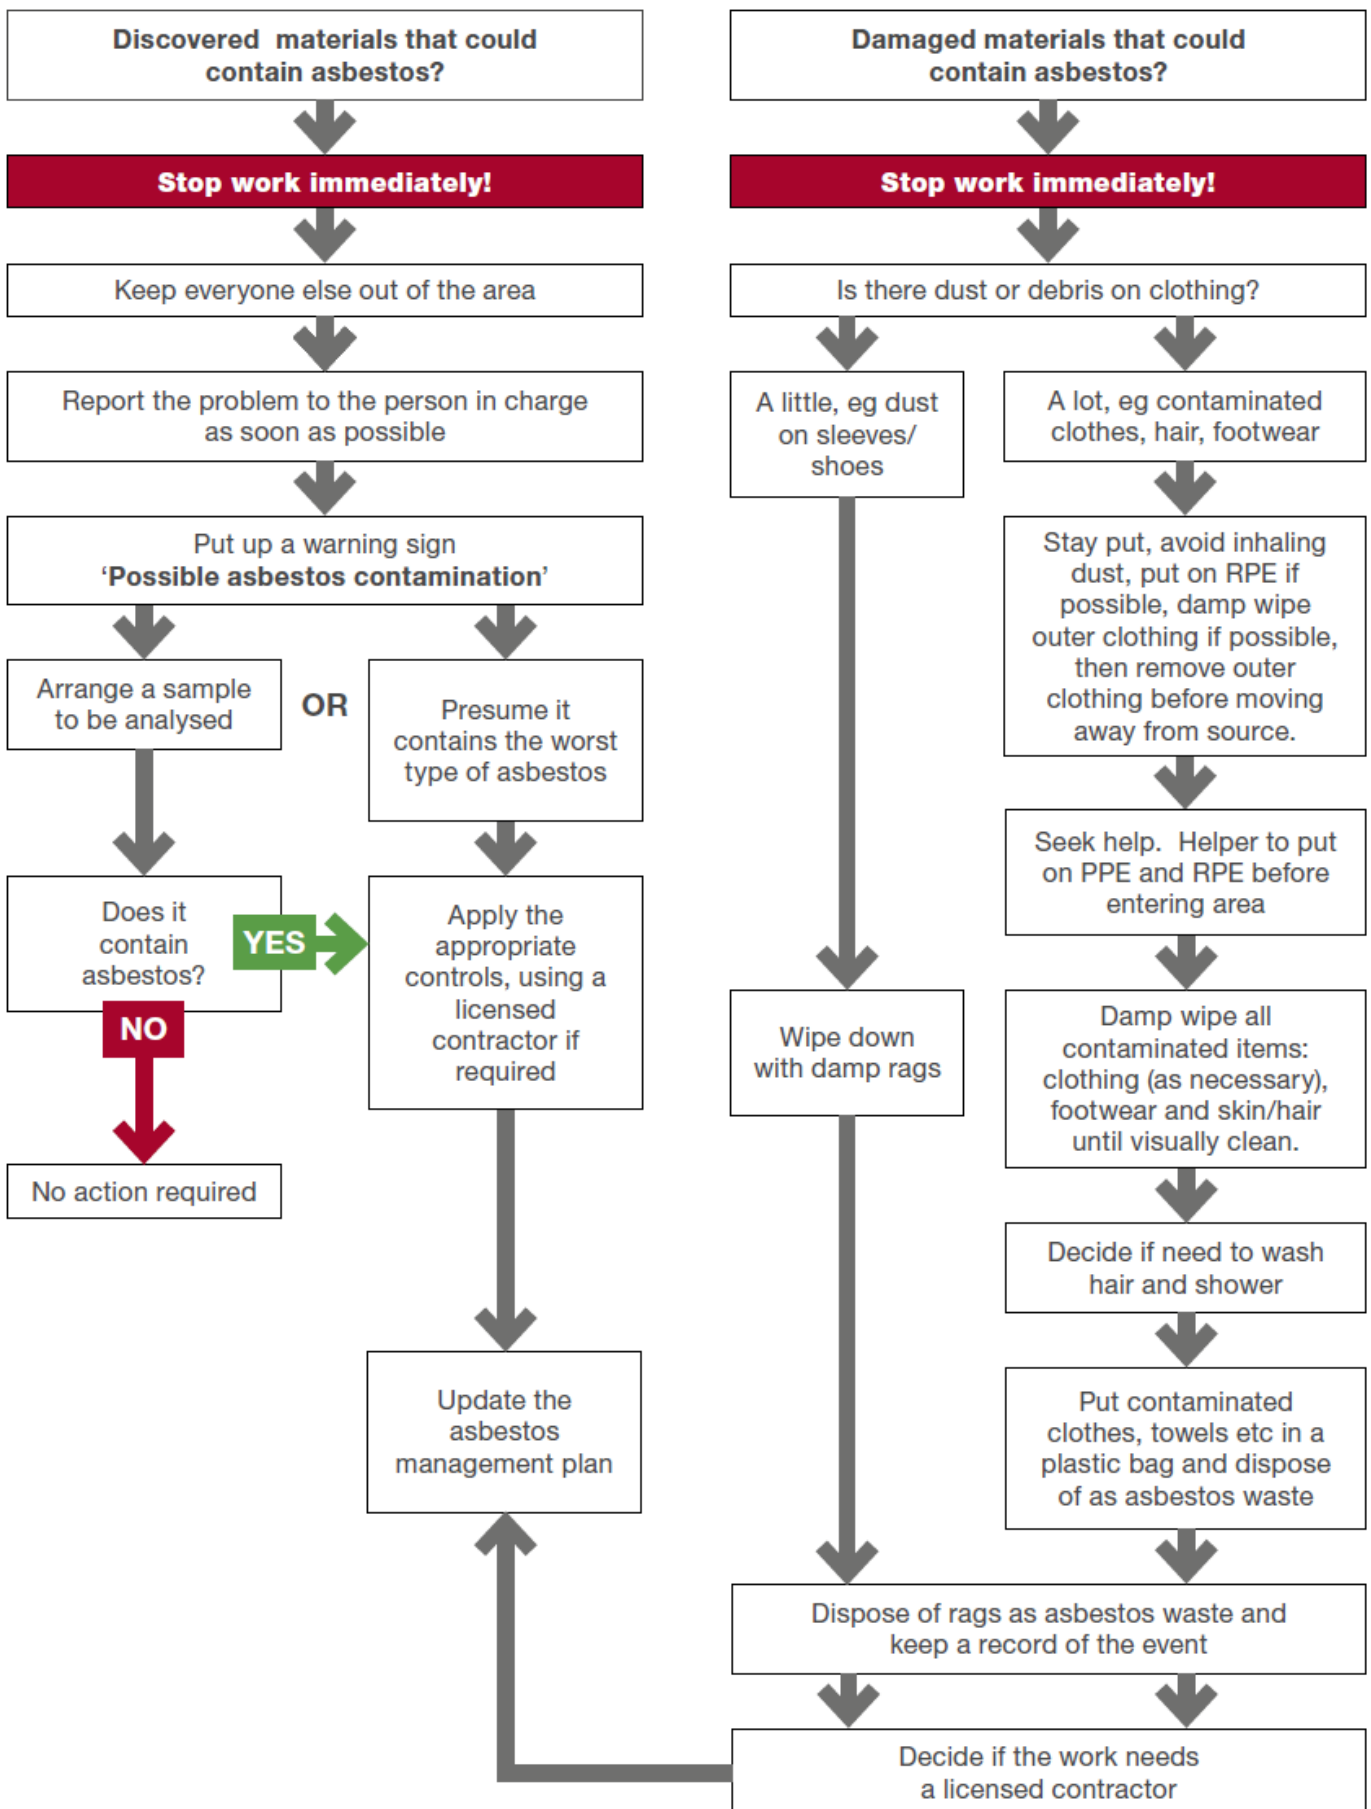 Discovered  materials that could
contain asbestos?
Stop work immediately!
Keep everyone else out of the area
Report the problem to the person in charge
as soon as possible
Put up a warning sign
‘Possible asbestos contamination’
Arrange a sample
to be analysed
OR
Presume it
contains the worst
type of asbestos
Does it
contain
asbestos?
YES
NO
No action required
Apply the
appropriate
controls, using a
licensed
contractor if
required
Update the
asbestos
management plan
Damaged materials that could
contain asbestos?
Stop work immediately!
Is there dust or debris on clothing?
A little, eg dust
on sleeves/
shoes
Wipe down
with damp rags
A lot, eg contaminated
clothes, hair, footwear
Stay put, avoid inhaling
dust, put on RPE if
possible, damp wipe
outer clothing if possible,
then remove outer
clothing before moving
away from source.
Seek help.  Helper to put
on PPE and RPE before
entering area
Damp wipe all
contaminated items:
clothing (as necessary),
footwear and skin/hair
until visually clean.
Decide if need to wash
hair and shower
Put contaminated
clothes, towels etc in a
plastic bag and dispose
of as asbestos waste
Dispose of rags as asbestos waste and
keep a record of the event
Decide if the work needs
a licensed contractor